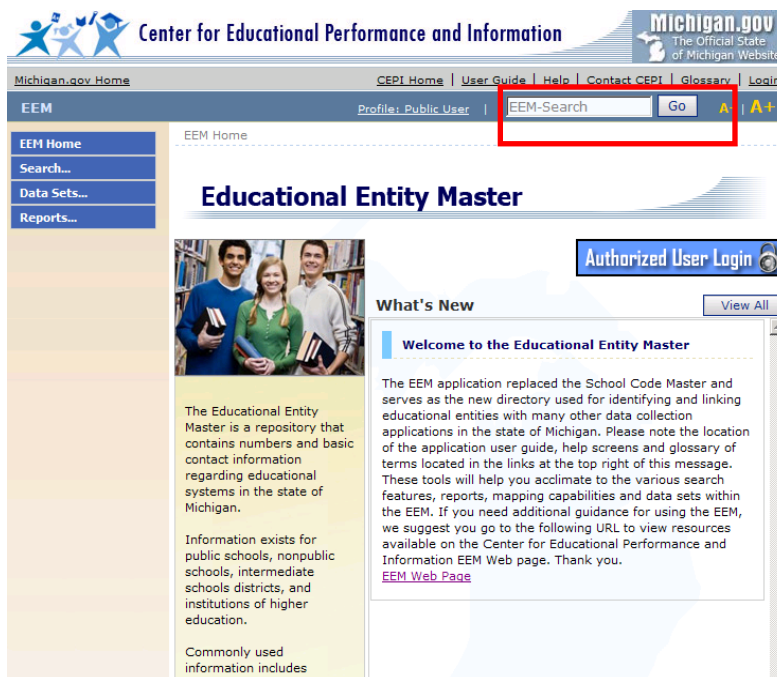 Center for Educational Performance and Information
Michigan.gov
The Official State
of Michigan Website
Michigan.gov Home
CEPI Home | User Guide | Help | Contact CEPI | Glossary | Login
EEM
Profile: Public User |
EEM-Search
Go
A- | A+
EEM Home
Search...
Data Sets...
Reports...
EEM Home
Educational Entity Master
Authorized User Login
What's New
View All
Welcome to the Educational Entity Master
The EEM application replaced the School Code Master and
serves as the new directory used for identifying and linking
educational entities with many other data collection
applications in the state of Michigan. Please note the location
of the application user guide, help screens and glossary of
terms located in the links at the top right of this message.
These tools will help you acclimate to the various search
features, reports, mapping capabilities and data sets within
the EEM. If you need additional guidance for using the EEM,
we suggest you go to the following URL to view resources
available on the Center for Educational Performance and
Information EEM Web page. Thank you.
EEM Web Page
The Educational Entity
Master is a repository that
contains numbers and basic
contact information
regarding educational
systems in the state of
Michigan.
Information exists for
public schools, nonpublic
schools, intermediate
schools districts, and
institutions of higher
education.
Commonly used
information includes